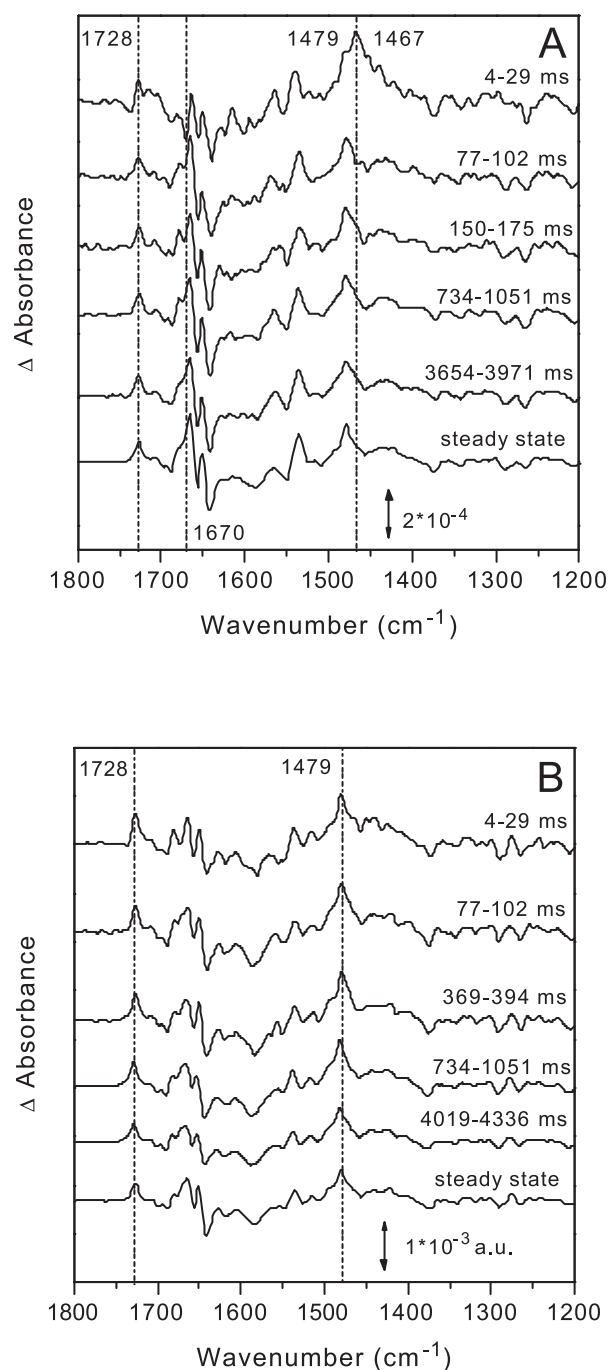 1728
1479
1467
A
4-29 ms
77-102 ms
150-175 ms
734-1051 ms
3654-3971 ms
steady state
2*10-4
1670
Δ Absorbance
1800 1700 1600 1500 1400 1300 1200
Wavenumber (cm-1)
1728
1479
B
4-29 ms
77-102 ms
369-394 ms
734-1051 ms
4019-4336 ms
steady state
1*10-3 a.u.
Δ Absorbance
1800 1700 1600 1500 1400 1300 1200
Wavenumber (cm-1)